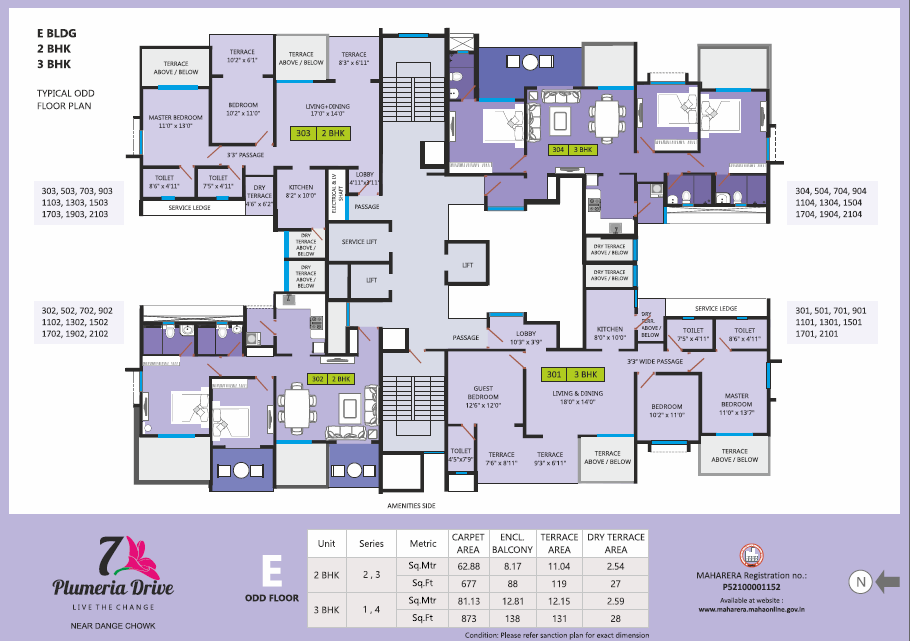 E BLDG
2 BHK
3 BHK
TYPICAL ODD
FLOOR PLAN
303, 503, 703, 903
1103, 1303, 1503
1703, 1903, 2103
302, 502, 702, 902
1102, 1302, 1502
1702, 1902, 2102
304, 504, 704, 904
1104, 1304, 1504
1704, 1904, 2104
301, 501, 701, 901
1101, 1301, 1501
1701, 2101
TERRACE
ABOVE / BELOW
TERRACE
10'2" x 6'1"
TERRACE
ABOVE / BELOW
TERRACE
8'3" x 6'11"
MASTER BEDROOM
11'0" x 13'0"
BEDROOM
10'2" x 11'0"
LIVING+DINING
17'0" x 14'0"
303 2 BHK
3'3" PASSAGE
TOILET
8'6" x 4'11"
TOILET
7'5" x 4'11"
DRY
TERRACE
4'6" x 6'2"
KITCHEN
8'2" x 10'0"
ELECTRICAL & LV
SHAFT
LOBBY
4'11"x3'11"
PASSAGE
SERVICE LEDGE
DRY
TERRACE
ABOVE /
BELOW
DRY
TERRACE
ABOVE /
BELOW
SERVICE LIFT
LIFT
LIFT
304 3 BHK
DRY TERRACE
ABOVE / BELOW
DRY TERRACE
ABOVE / BELOW
302 2 BHK
PASSAGE
LOBBY
10'3" x 3'9"
KITCHEN
8'0" x 10'0"
DRY
TERR.
ABOVE /
BELOW
SERVICE LEDGE
TOILET
7'5" x 4'11"
TOILET
8'6" x 4'11"
3'3" WIDE PASSAGE
301 3 BHK
GUEST
BEDROOM
12'6" x 12'0"
LIVING & DINING
18'0" x 14'0"
BEDROOM
10'2" x 11'0"
MASTER
BEDROOM
11'0" x 13'7"
TOILET
4'5"x7'9"
TERRACE
7'6" x 8'11"
TERRACE
9'3" x 6'11"
TERRACE
ABOVE / BELOW
TERRACE
ABOVE / BELOW
AMENITIES SIDE
7
Plumeria Drive
LIVE THE CHANGE
NEAR DANGE CHOWK
E
ODD FLOOR
Unit Series Metric CARPET AREA ENCL. BALCONY TERRACE AREA DRY TERRACE AREA
2 BHK 2 , 3 Sq.Mtr 62.88 8.17 11.04 2.54
Sq.Ft 677 88 119 27
3 BHK 1 , 4 Sq.Mtr 81.13 12.81 12.15 2.59
Sq.Ft 873 138 131 28
Condition: Please refer sanction plan for exact dimension
MAHARERA Registration no.:
P52100001152
Available at website :
www.maharera.mahaonline.gov.in
N